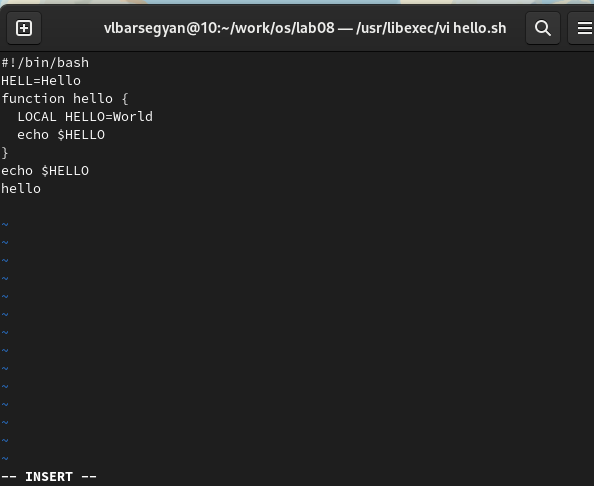 vlbarsegyan@10:~/work/os/lab08 — /usr/libexec/vi hello.sh
#!/bin/bash
HELL=Hello
function hello {
  LOCAL HELLO=World
  echo $HELLO
}
echo $HELLO
hello
~
~
~
~
~
~
~
~
~
~
~
~
~
~
-- INSERT --